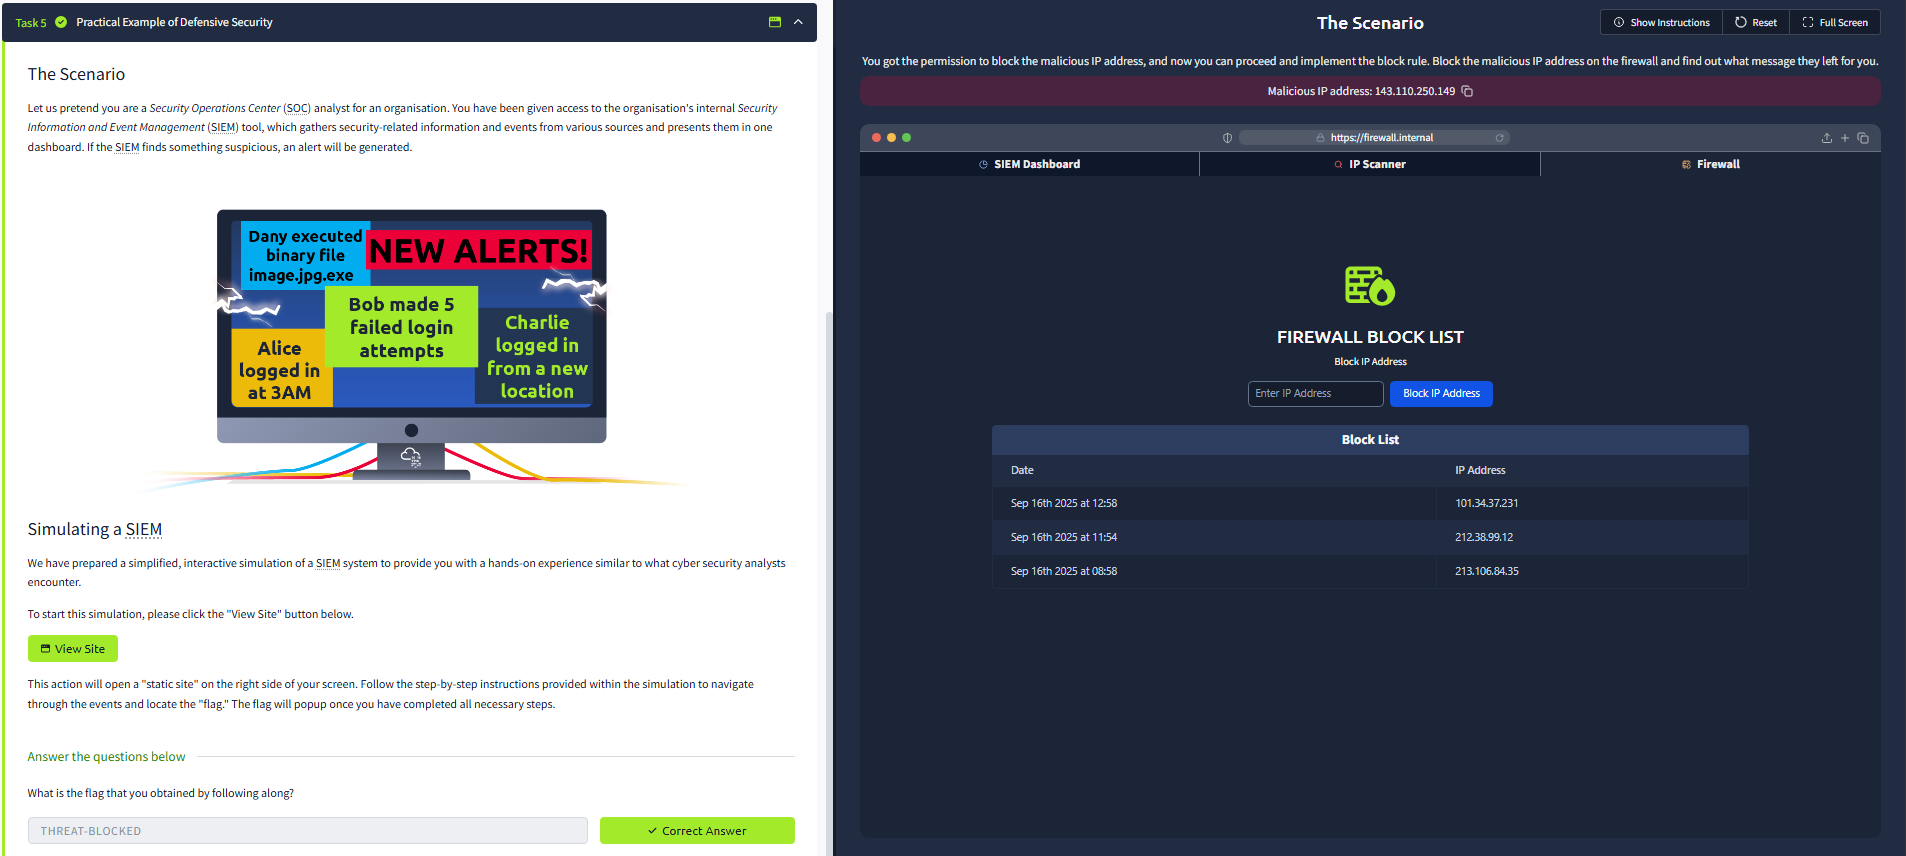 Task 5 Practical Example of Defensive Security
The Scenario
Let us pretend you are a Security Operations Center (SOC) analyst for an organisation. You have been given access to the organisation's internal Security
Information and Event Management (SIEM) tool, which gathers security-related information and events from various sources and presents them in one
dashboard. If the SIEM finds something suspicious, an alert will be generated.
Dany executed
binary file
image.jpg.exe
NEW ALERTS!
Bob made 5
failed login
attempts
Alice
logged in
at 3AM
Charlie
logged in
from a new
location
Simulating a SIEM
We have prepared a simplified, interactive simulation of a SIEM system to provide you with a hands-on experience similar to what cyber security analysts
encounter.
To start this simulation, please click the "View Site" button below.
View Site
This action will open a "static site" on the right side of your screen. Follow the step-by-step instructions provided within the simulation to navigate
through the events and locate the "flag." The flag will popup once you have completed all necessary steps.
Answer the questions below
What is the flag that you obtained by following along?
THREAT-BLOCKED
Correct Answer
The Scenario
Show Instructions
Reset
Full Screen
You got the permission to block the malicious IP address, and now you can proceed and implement the block rule. Block the malicious IP address on the firewall and find out what message they left for you.
Malicious IP address: 143.110.250.149
https://firewall.internal
SIEM Dashboard
IP Scanner
Firewall
FIREWALL BLOCK LIST
Block IP Address
Enter IP Address
Block IP Address
Block List
Date IP Address
Sep 16th 2025 at 12:58 101.34.37.231
Sep 16th 2025 at 11:54 212.38.99.12
Sep 16th 2025 at 08:58 213.106.84.35